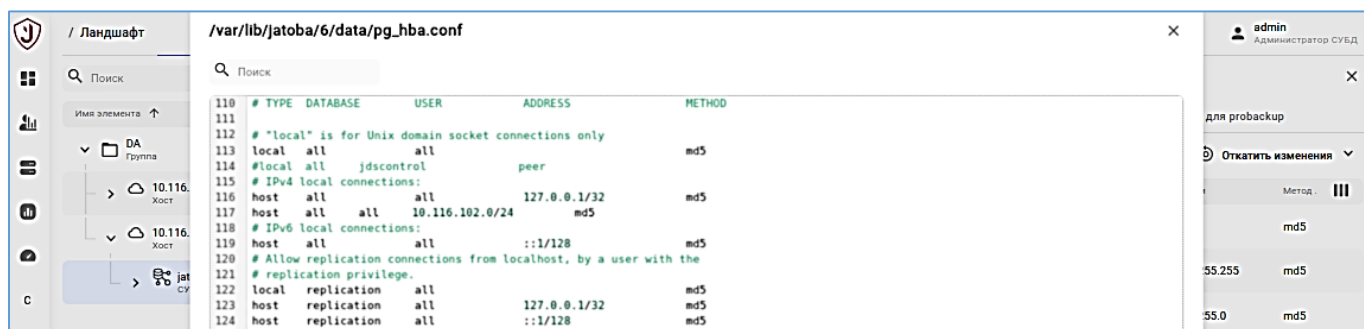 / Ландшафт
Поиск
Имя элемента ↑
DA
Группа
10.116.
Хост
10.116.
Хост
jat
СУ
С
/var/lib/jatoba/6/data/pg_hba.conf
Поиск
110 # TYPE DATABASE USER ADDRESS METHOD
111
112 # "local" is for Unix domain socket connections only
113 local all all md5
114 #local all jdscontrol peer
115 # IPv4 local connections:
116 host all all 127.0.0.1/32 md5
117 host all all 10.116.102.0/24 md5
118 # IPv6 local connections:
119 host all all ::1/128 md5
120 # Allow replication connections from localhost, by a user with the
121 # replication privilege.
122 local replication all md5
123 host replication all 127.0.0.1/32 md5
124 host replication all ::1/128 md5
admin
Администратор СУБД
для probackup
Откатить изменения
Метод.
md5
55.255 md5
55.0 md5